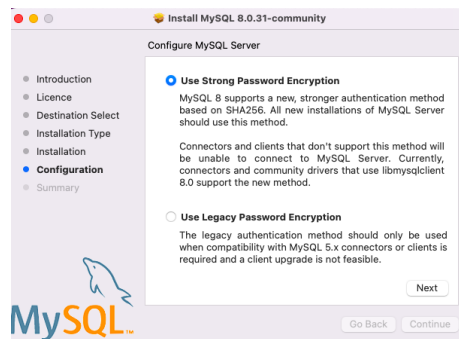 Install MySQL 8.0.31-community
Configure MySQL Server
Introduction
Licence
Destination Select
Installation Type
Installation
Configuration
Summary
Use Strong Password Encryption
MySQL 8 supports a new, stronger authentication method
based on SHA256. All new installations of MySQL Server
should use this method.
Connectors and clients that don't support this method will
be unable to connect to MySQL Server. Currently,
connectors and community drivers that use libmysqlclient
8.0 support the new method.
Use Legacy Password Encryption
The legacy authentication method should only be used
when compatibility with MySQL 5.x connectors or clients is
required and a client upgrade is not feasible.
Next
MySQL
Go Back
Continue